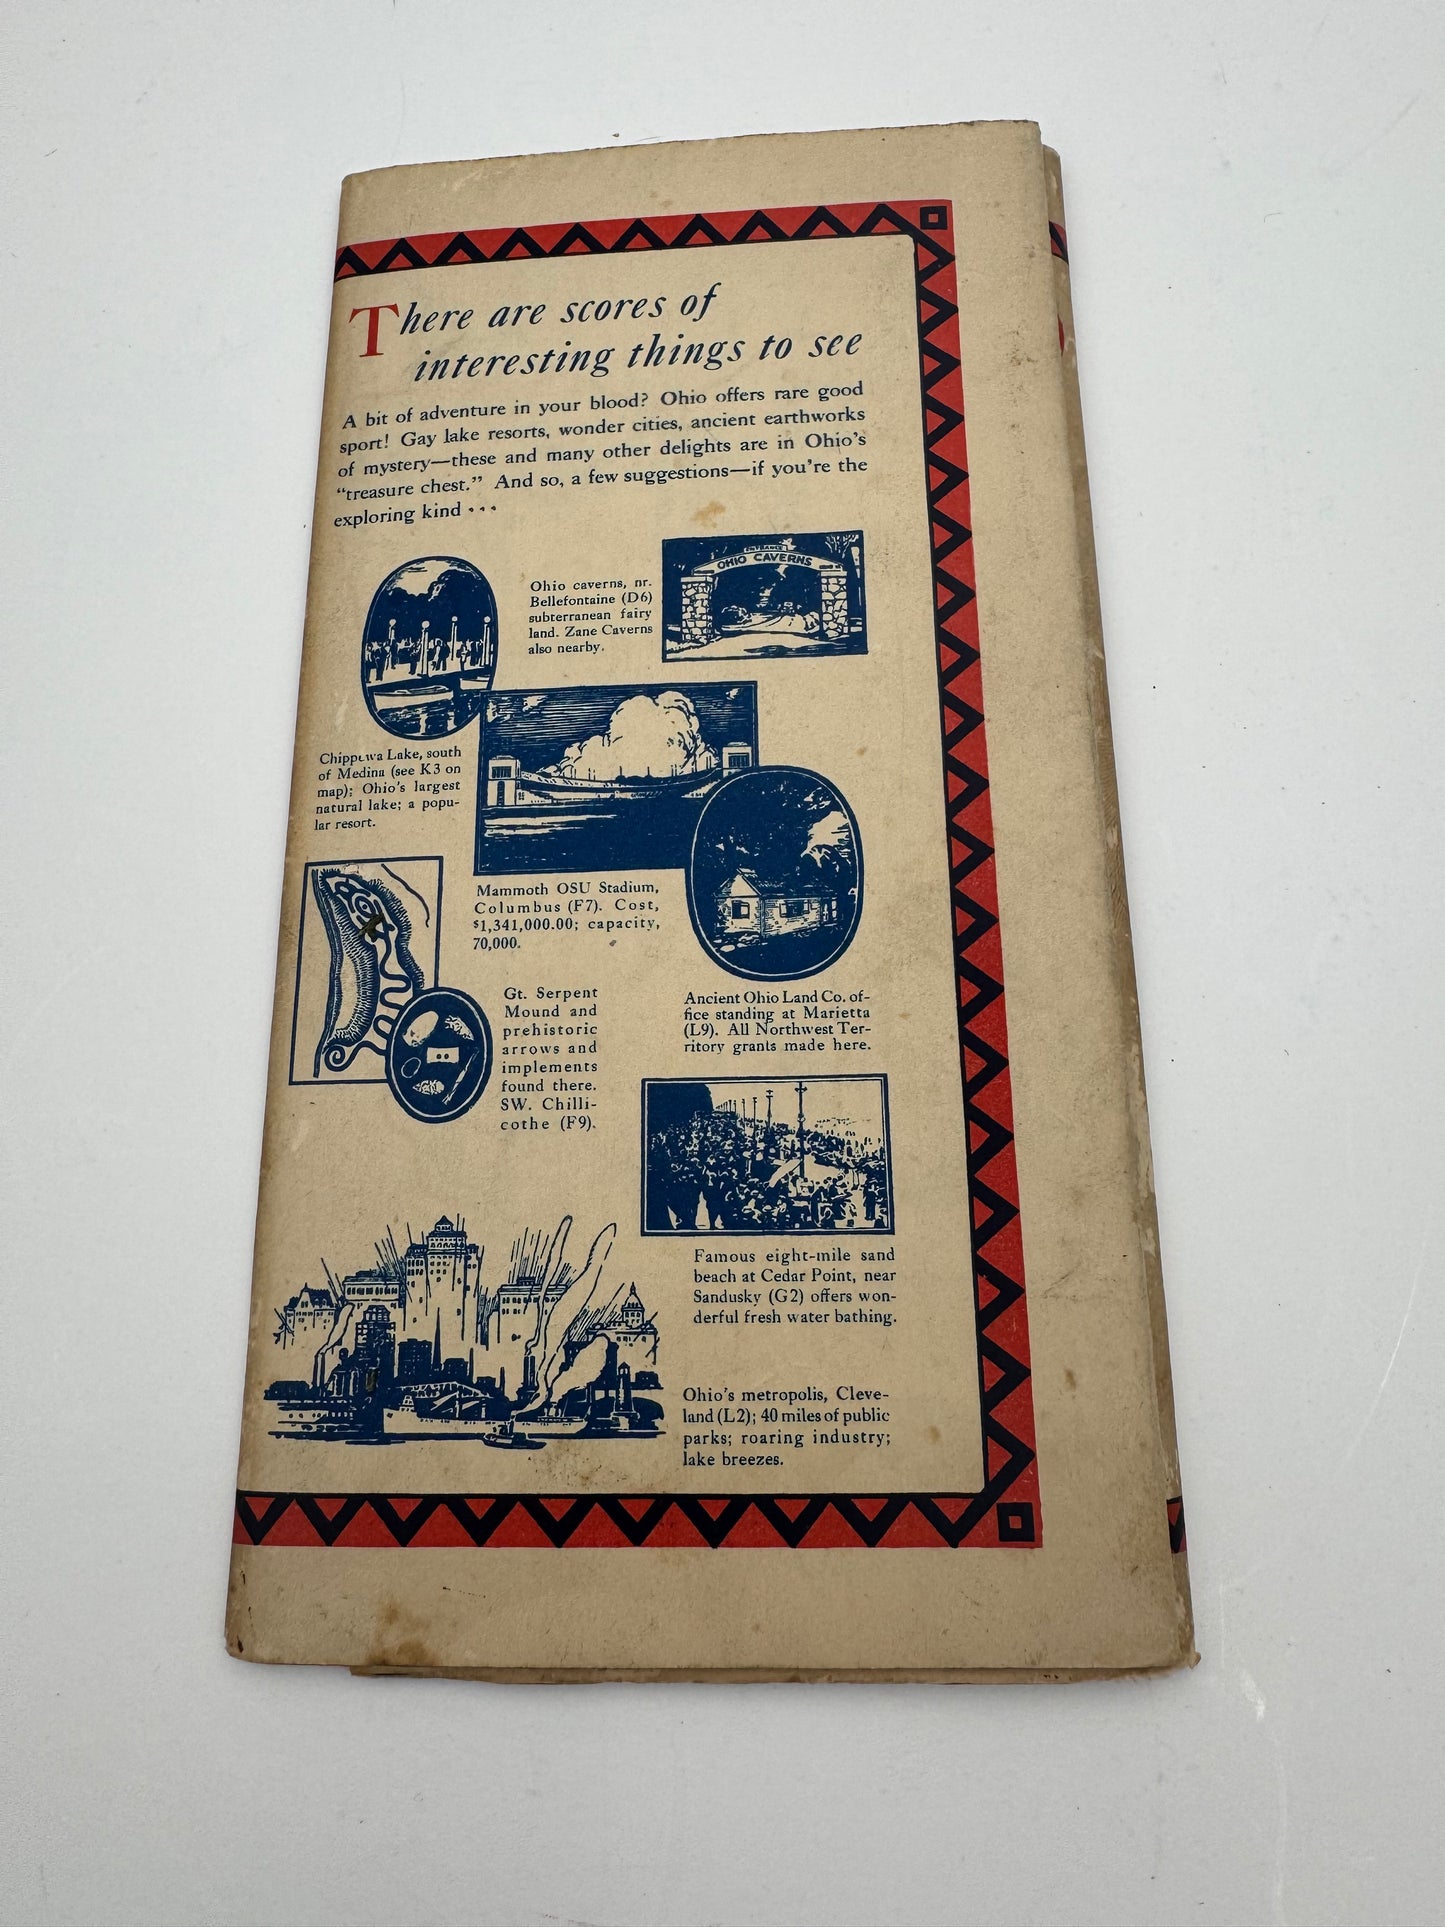 There are scores of
interesting things to see
A bit of adventure in your blood? Ohio offers rare good
sport! Gay lake resorts, wonder cities, ancient earthworks
of mystery—these and many other delights are in Ohio's
"treasure chest." And so, a few suggestions—if you're the
exploring kind • • •
ENTRANCE
OHIO CAVERNS
Ohio caverns, nr.
Bellefontaine (D6)
subterranean fairy
land. Zane Caverns
also nearby.
Chippewa Lake, south
of Medina (see K3 on
map); Ohio's largest
natural lake; a popu-
lar resort.
Mammoth OSU Stadium,
Columbus (F7). Cost,
$1,341,000.00; capacity,
70,000.
Gt. Serpent
Mound and
prehistoric
arrows and
implements
found there.
SW. Chilli-
cothe (F9).
Ancient Ohio Land Co. of-
fice standing at Marietta
(L9). All Northwest Ter-
ritory grants made here.
Famous eight-mile sand
beach at Cedar Point, near
Sandusky (G2) offers won-
derful fresh water bathing.
Ohio's metropolis, Cleve-
land (L2); 40 miles of public
parks; roaring industry;
lake breezes.